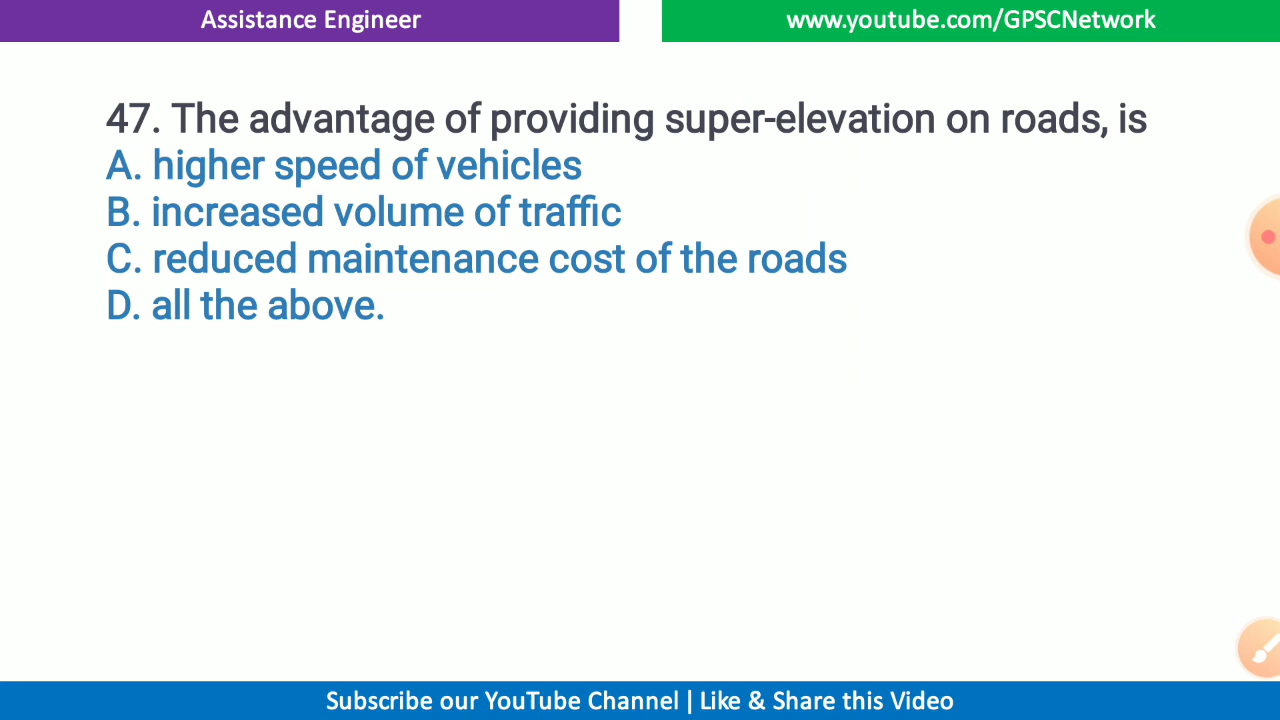 Assistance Engineer
www.youtube.com/GPSCNetwork
47. The advantage of providing super-elevation on roads, is
A. higher speed of vehicles
B. increased volume of traffic
C. reduced maintenance cost of the roads
D. all the above.
Subscribe our YouTube Channel | Like & Share this Video